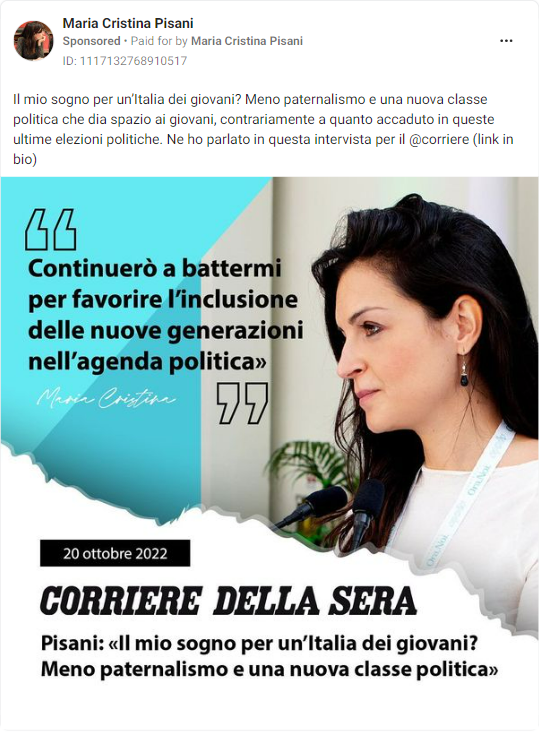 Maria Cristina Pisani
Sponsored • Paid for by Maria Cristina Pisani
ID: 1117132768910517
Il mio sogno per un'Italia dei giovani? Meno paternalismo e una nuova classe
politica che dia spazio ai giovani, contrariamente a quanto accaduto in queste
ultime elezioni politiche. Ne ho parlato in questa intervista per il @corriere (link in
bio)
Continuerò a battermi
per favorire l'inclusione
delle nuove generazioni
nell'agenda politica»
Maria Cristina
20 ottobre 2022
CORRIERE DELLA SERA
Pisani: «Il mio sogno per un'Italia dei giovani?
Meno paternalismo e una nuova classe politica»